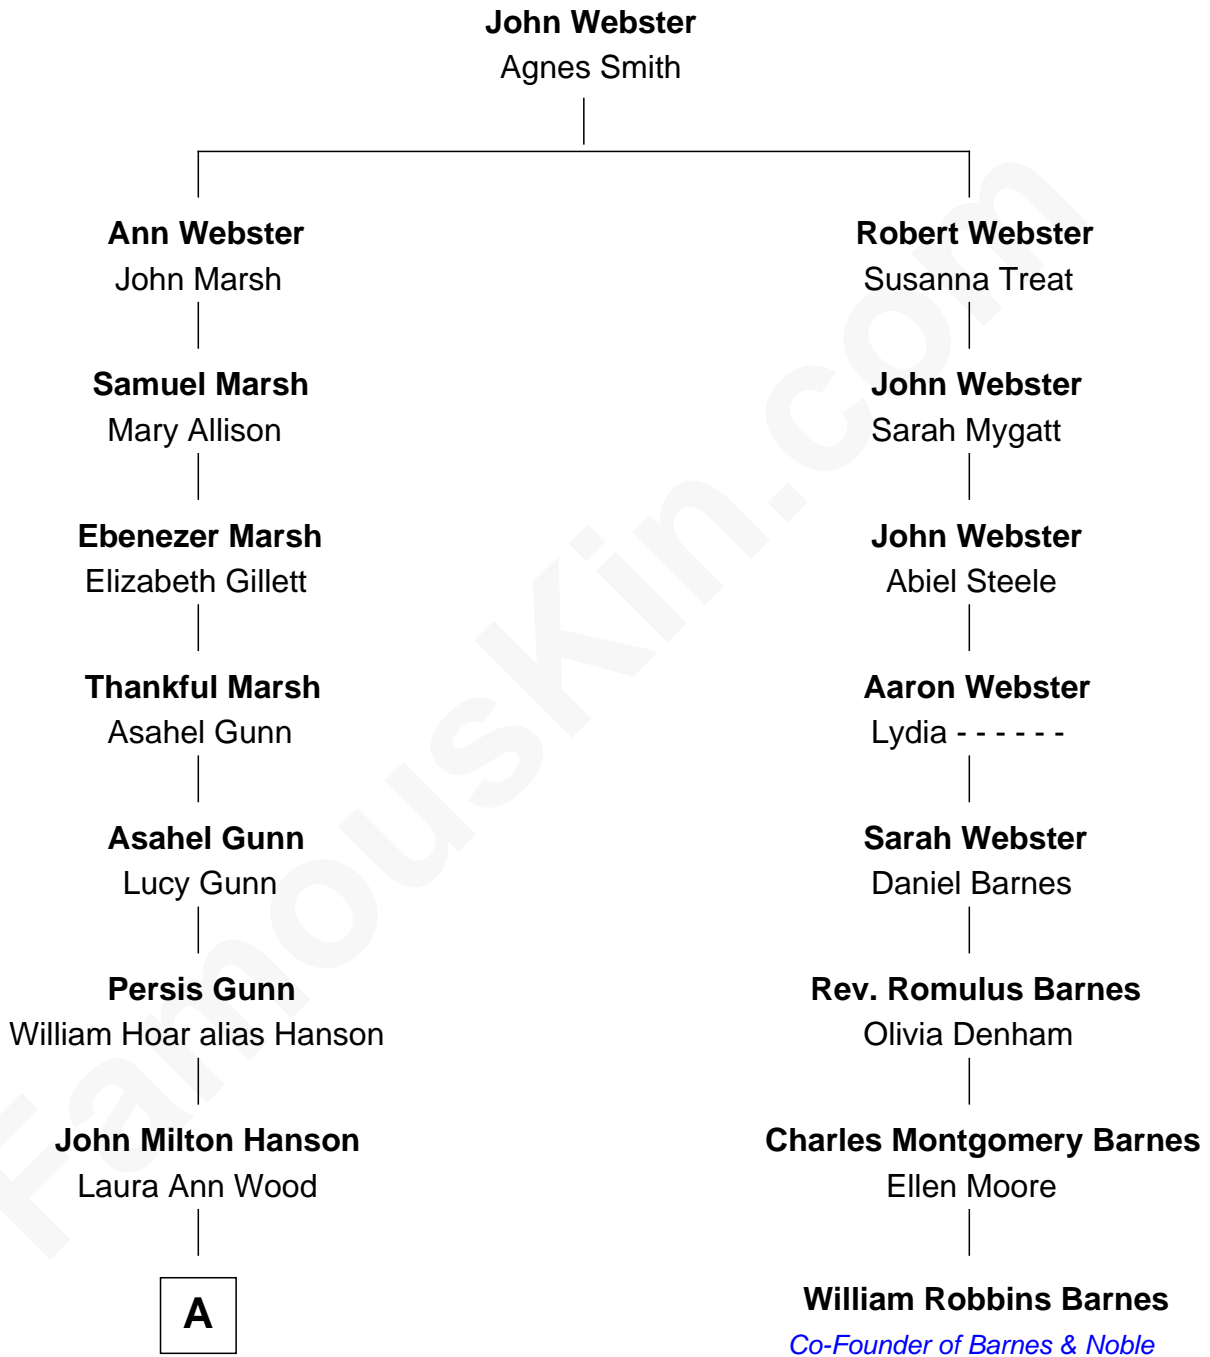 John Webster
Agnes Smith
Ann Webster
John Marsh
Robert Webster
Susanna Treat
Samuel Marsh
Mary Allison
John Webster
Sarah Mygatt
Ebenezer Marsh
Elizabeth Gillett
John Webster
Abiel Steele
Thankful Marsh
Asahel Gunn
Aaron Webster
Lydia - - - - - -
Asahel Gunn
Lucy Gunn
Sarah Webster
Daniel Barnes
Persis Gunn
William Hoar alias Hanson
Rev. Romulus Barnes
Olivia Denham
John Milton Hanson
Laura Ann Wood
Charles Montgomery Barnes
Ellen Moore
A
William Robbins Barnes
Co-Founder of Barnes & Noble
FamousKin.com